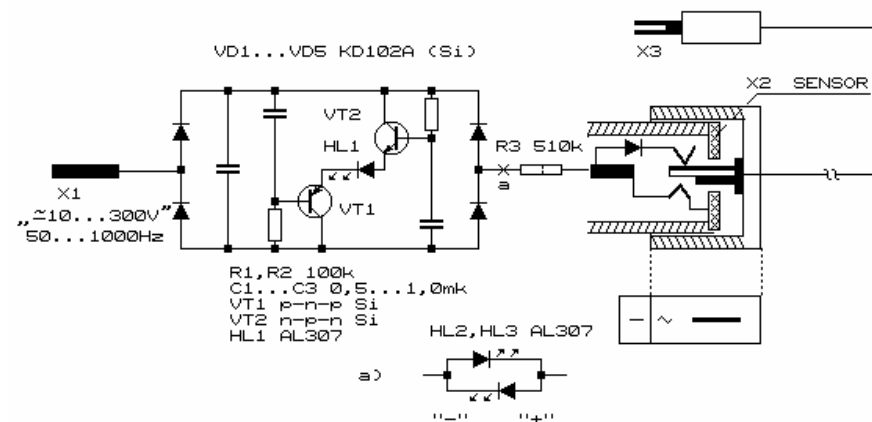 VD1...VD5 KD102A (Si)
X3
X2 SENSOR
VT2
HL1
R3 510k
a
X1
VT1
„≃10...300V”
50...1000Hz
R1,R2 100k
C1...C3 0,5...1,0mk
VT1 p-n-p Si
VT2 n-p-n Si
HL1 AL307
— ~
HL2,HL3 AL307
a)
"-" "+"